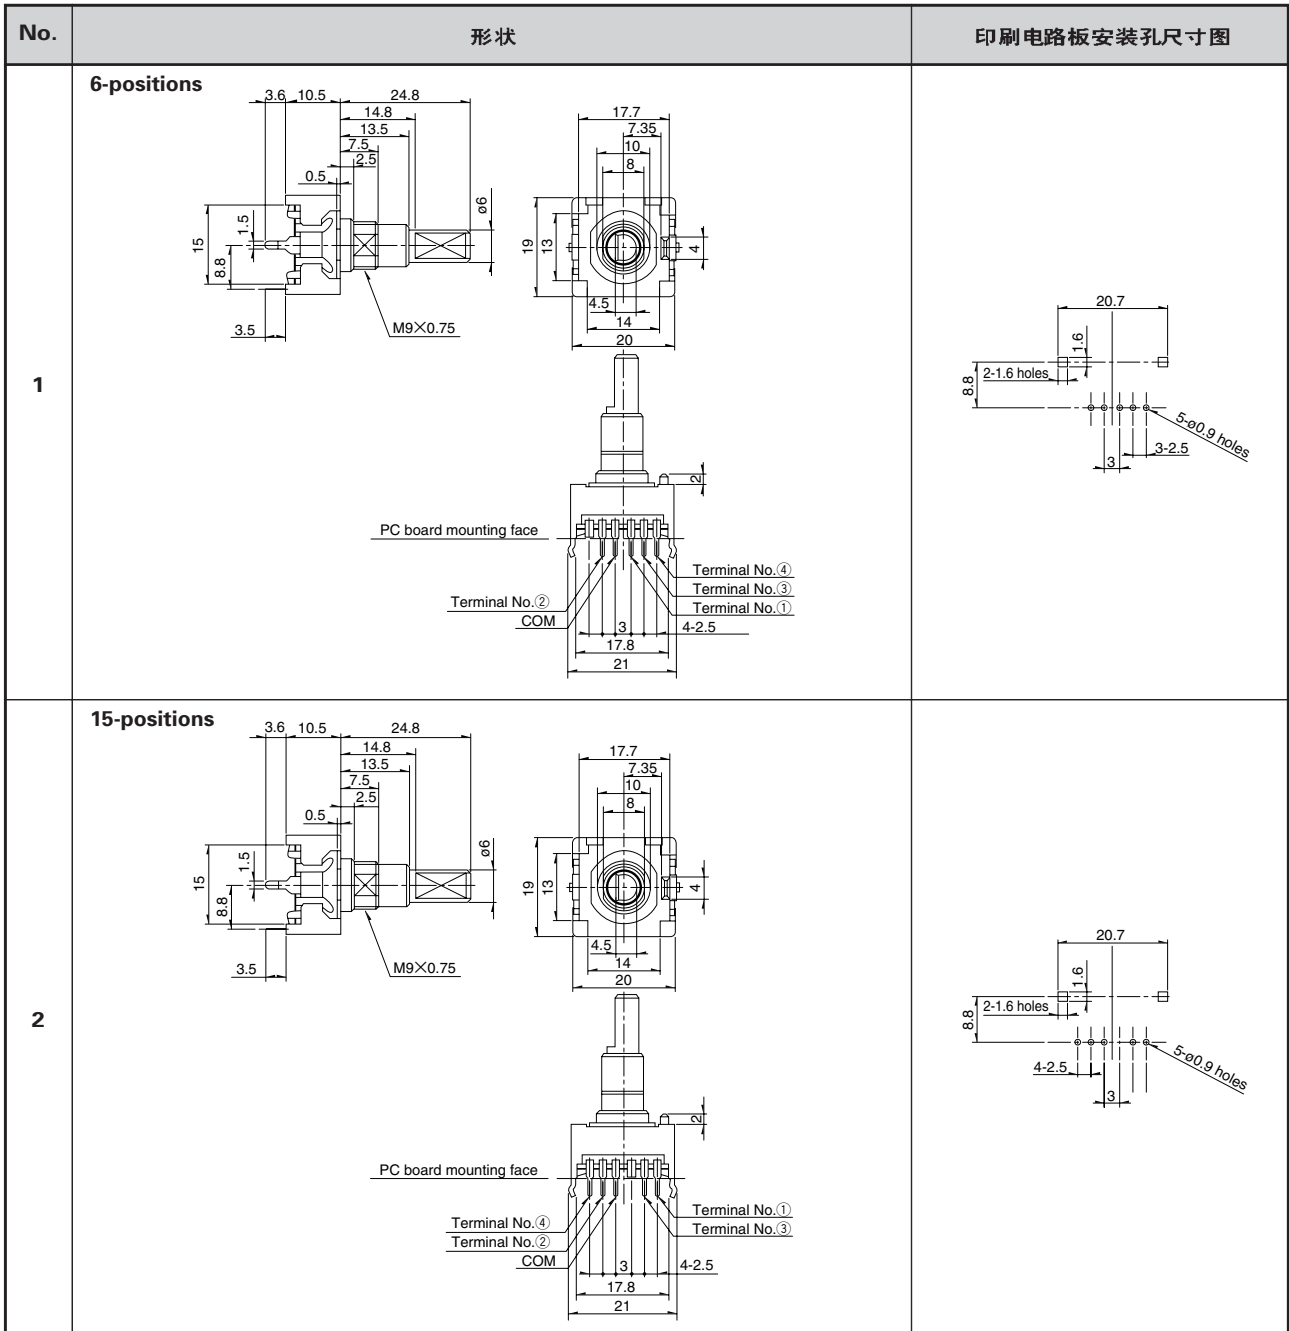 No.
形状
印刷电路板安装孔尺寸图
1
6-positions
3.6 10.5 24.8
14.8
13.5
7.5
2.5
0.5
ø6
15
1.5
8.8
3.5
M9×0.75
17.7
7.35
10
8
19
13
4
4.5
14
20
2
PC board mounting face
Terminal No.④
Terminal No.③
Terminal No.②
Terminal No.①
COM
3
4-2.5
17.8
21
20.7
1.6
8.8
2-1.6 holes
5-ø0.9 holes
3-2.5
3
2
15-positions
3.6 10.5 24.8
14.8
13.5
7.5
2.5
0.5
ø6
15
1.5
8.8
3.5
M9×0.75
17.7
7.35
10
8
19
13
4
4.5
14
20
2
PC board mounting face
Terminal No.①
Terminal No.④
Terminal No.③
Terminal No.②
COM
3
4-2.5
17.8
21
20.7
1.6
8.8
2-1.6 holes
5-ø0.9 holes
4-2.5
3